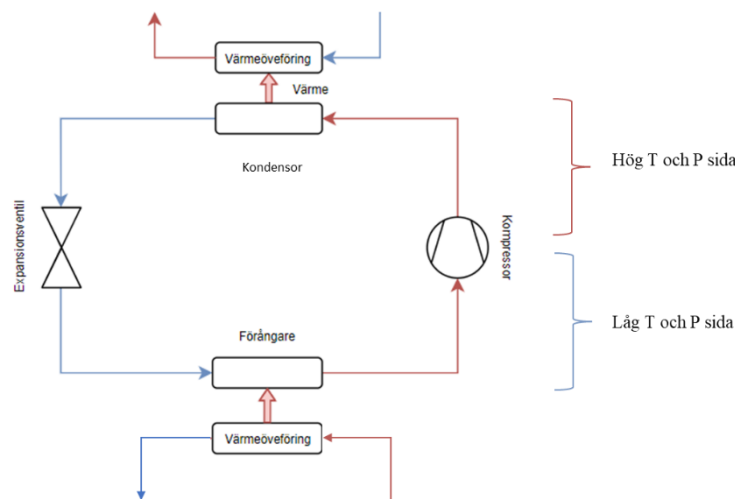 Värmeöveföring
Värme
Kondensor
Hög T och P sida
Expansionsventil
Kompressor
Låg T och P sida
Förångare
Värmeöveföring